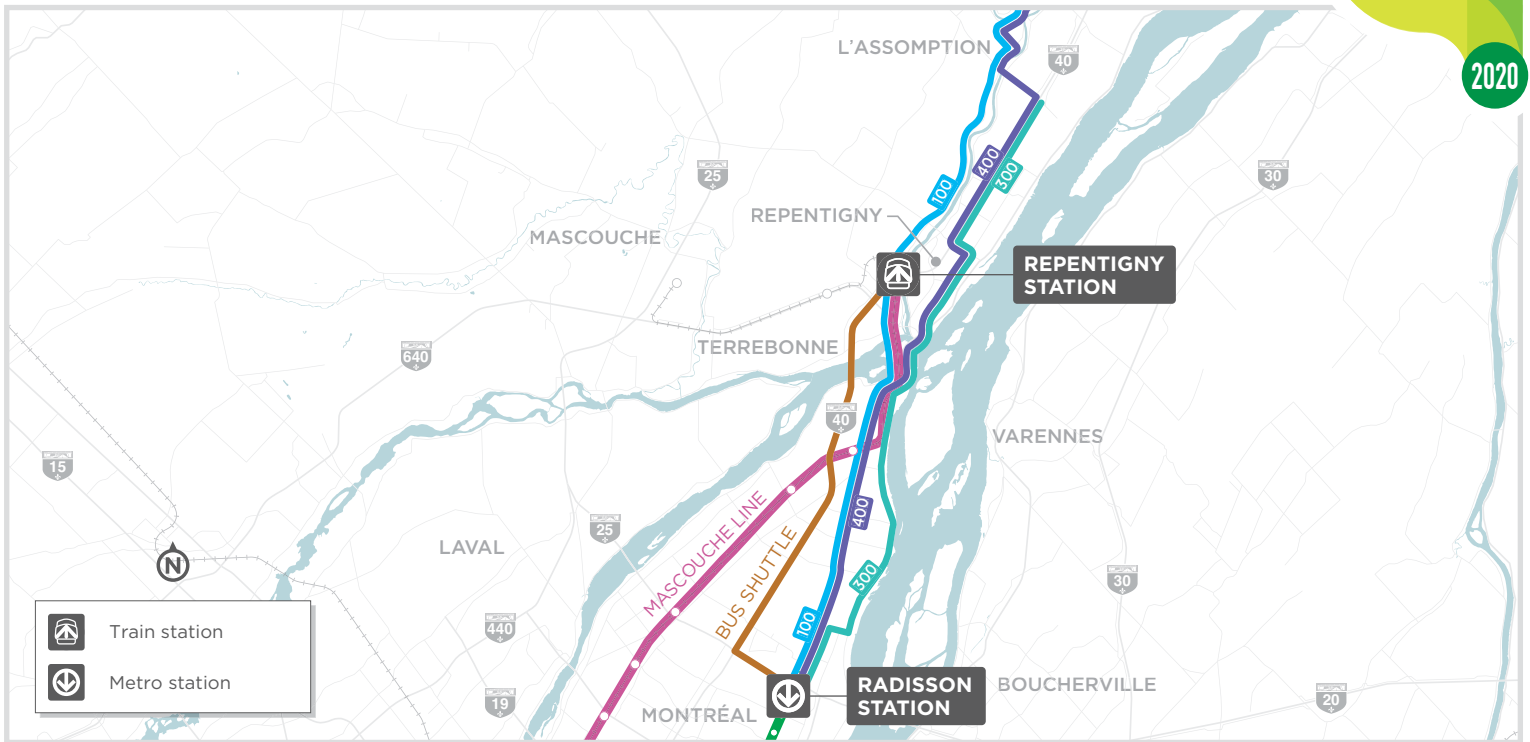 L'ASSOMPTION
40
2020
100
400
300
25
30
REPENTIGNY
MASCOUCHE
REPENTIGNY
STATION
TERREBONNE
640
40
VARENNES
15
MASCOUCHE LINE
400
25
LAVAL
BUS SHUTTLE
N
300
30
Train station
440
100
Metro station
RADISSON
STATION
BOUCHERVILLE
19
MONTRÉAL
20